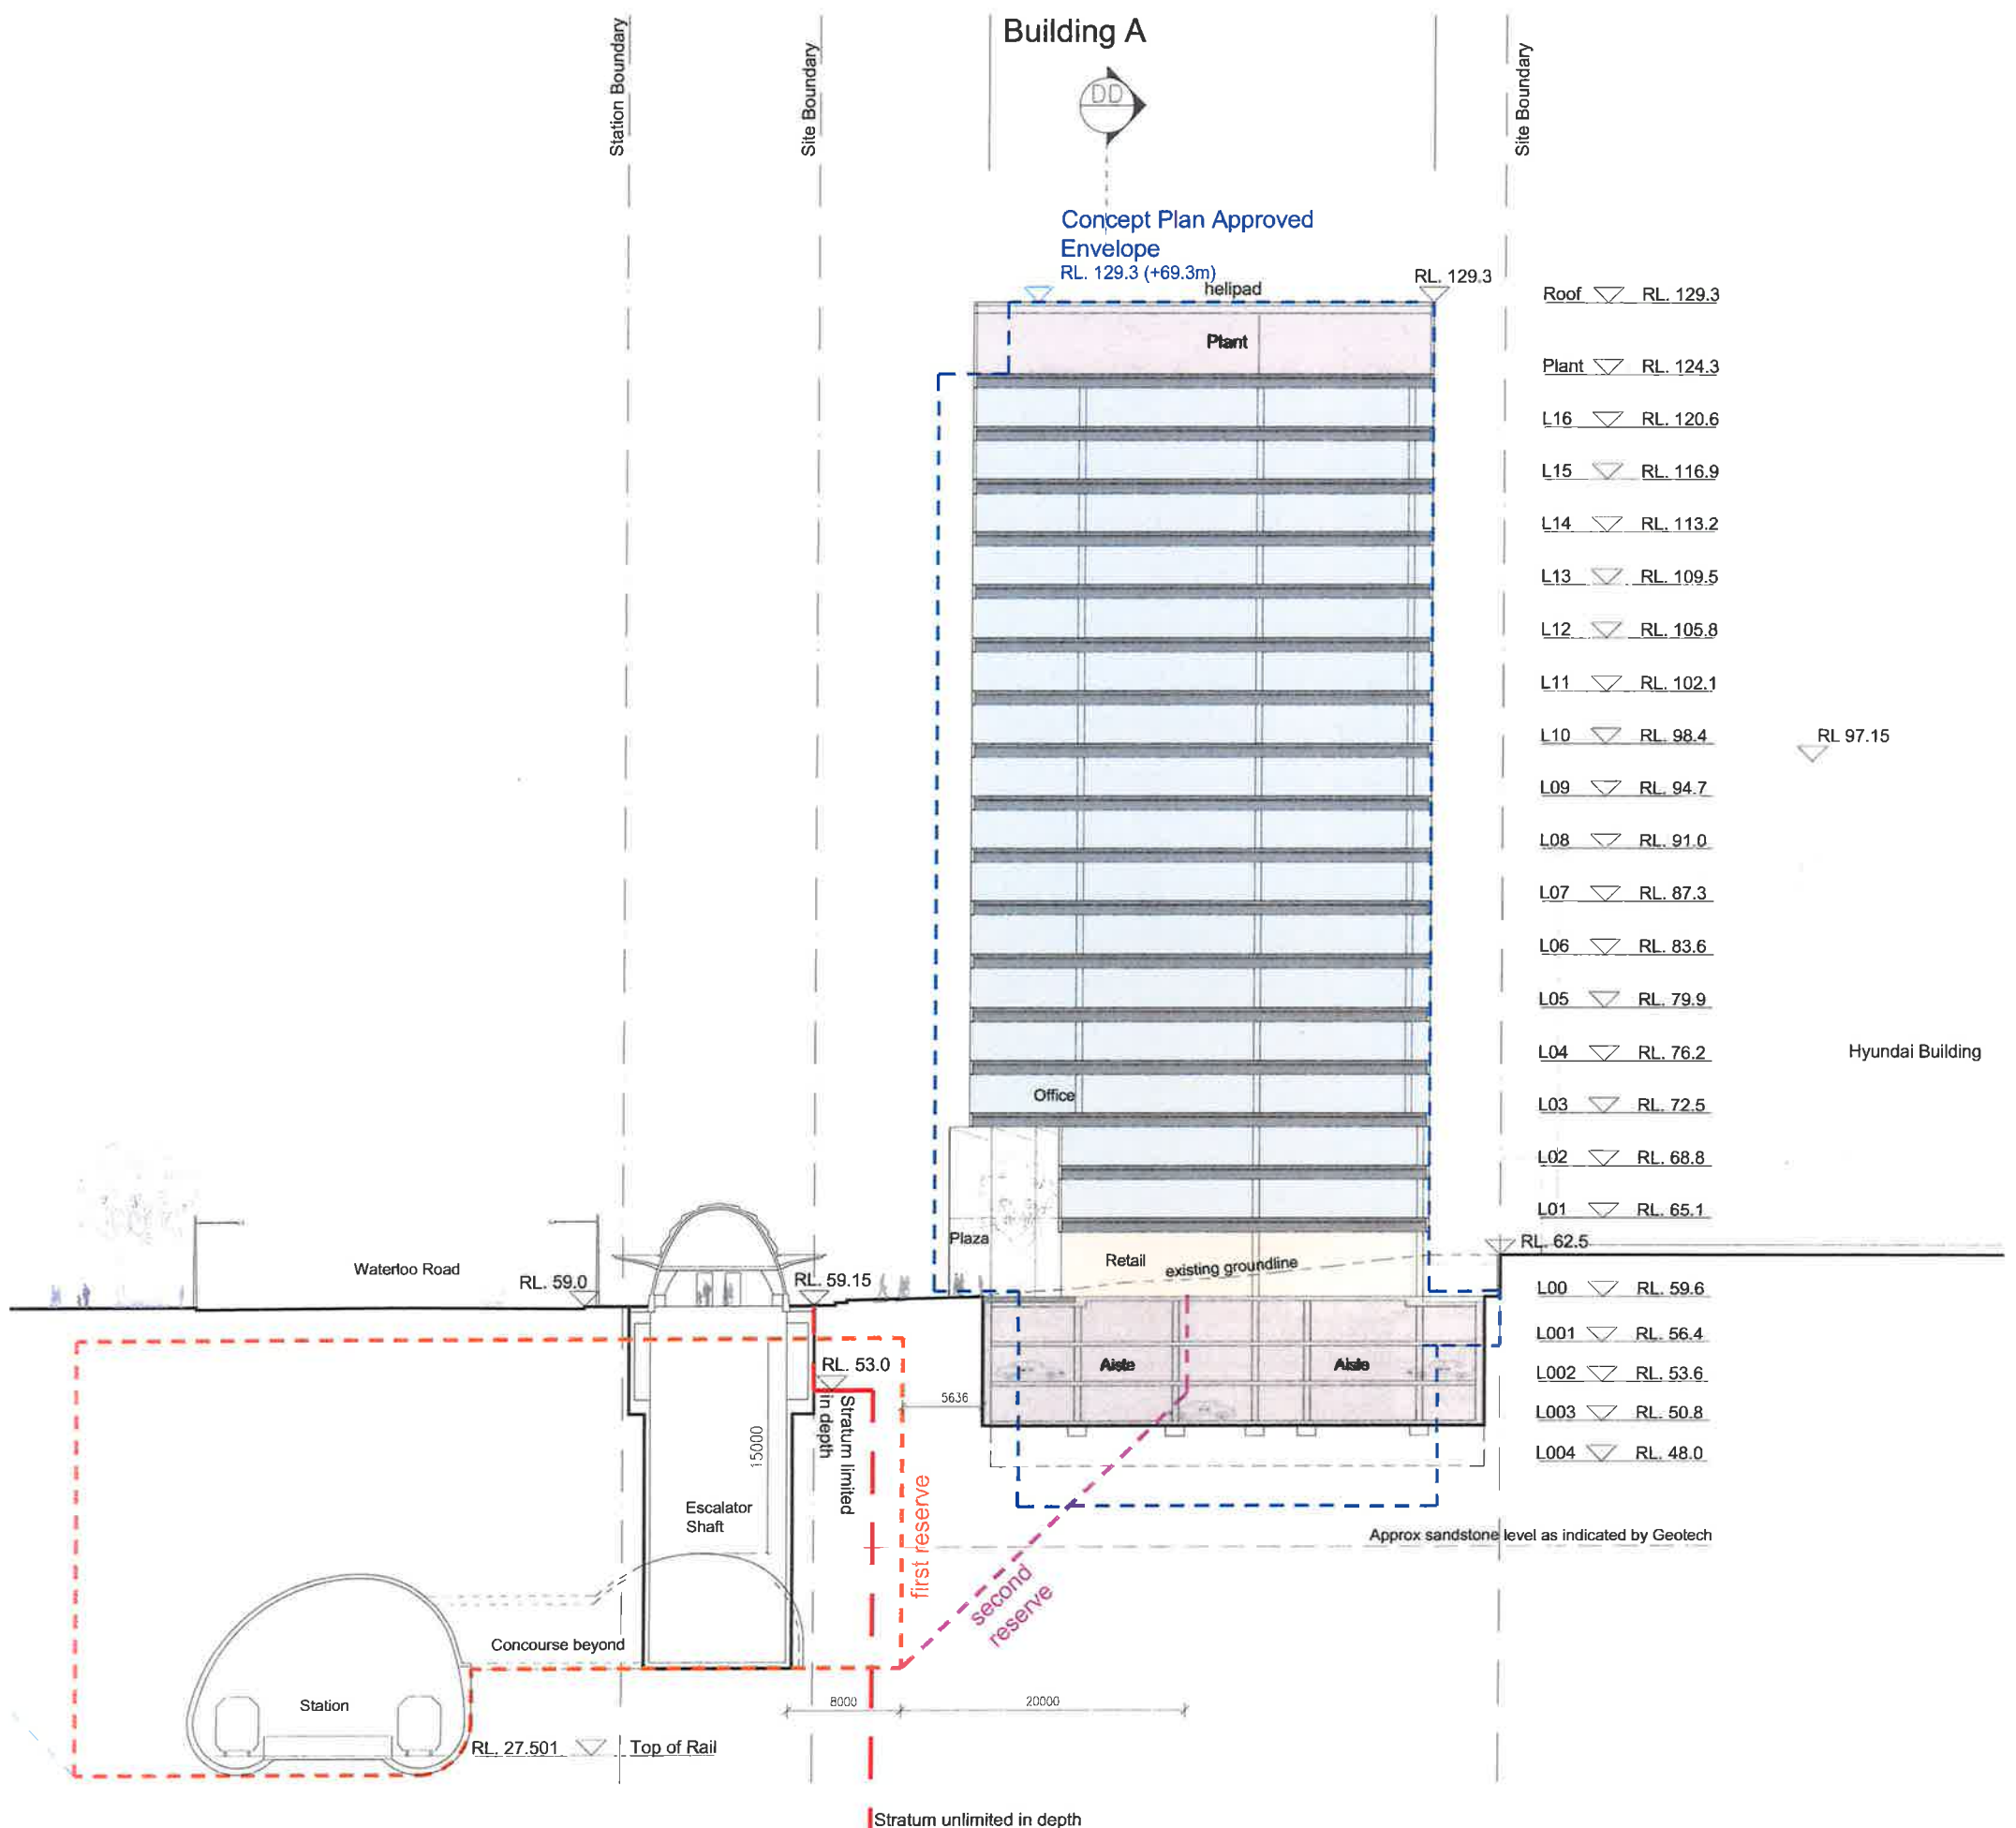 Building A
Station Boundary
Site Boundary
Site Boundary
DD
Concept Plan Approved
Envelope
RL. 129.3 (+69.3m)
helipad
RL. 129.3
Roof RL. 129.3
Plant
Plant RL. 124.3
L16 RL. 120.6
L15 RL. 116.9
L14 RL. 113.2
L13 RL. 109.5
L12 RL. 105.8
L11 RL. 102.1
L10 RL. 98.4
RL 97.15
L09 RL. 94.7
L08 RL. 91.0
L07 RL. 87.3
L06 RL. 83.6
L05 RL. 79.9
L04 RL. 76.2
Hyundai Building
Office
L03 RL. 72.5
L02 RL. 68.8
L01 RL. 65.1
Plaza
RL. 62.5
Retail
existing groundline
Waterloo Road
RL. 59.0
RL. 59.15
L00 RL. 59.6
L001 RL. 56.4
RL. 53.0
Aisle
Aisle
L002 RL. 53.6
5636
L003 RL. 50.8
Stratum limited
in depth
15000
L004 RL. 48.0
Escalator
Shaft
first reserve
Approx sandstone level as indicated by Geotech
second
reserve
Concourse beyond
Station
8000
20000
RL. 27.501 Top of Rail
Stratum unlimited in depth